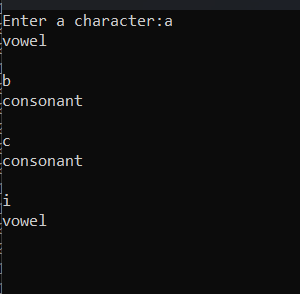 Enter a character:a
vowel
b
consonant
c
consonant
i
vowel